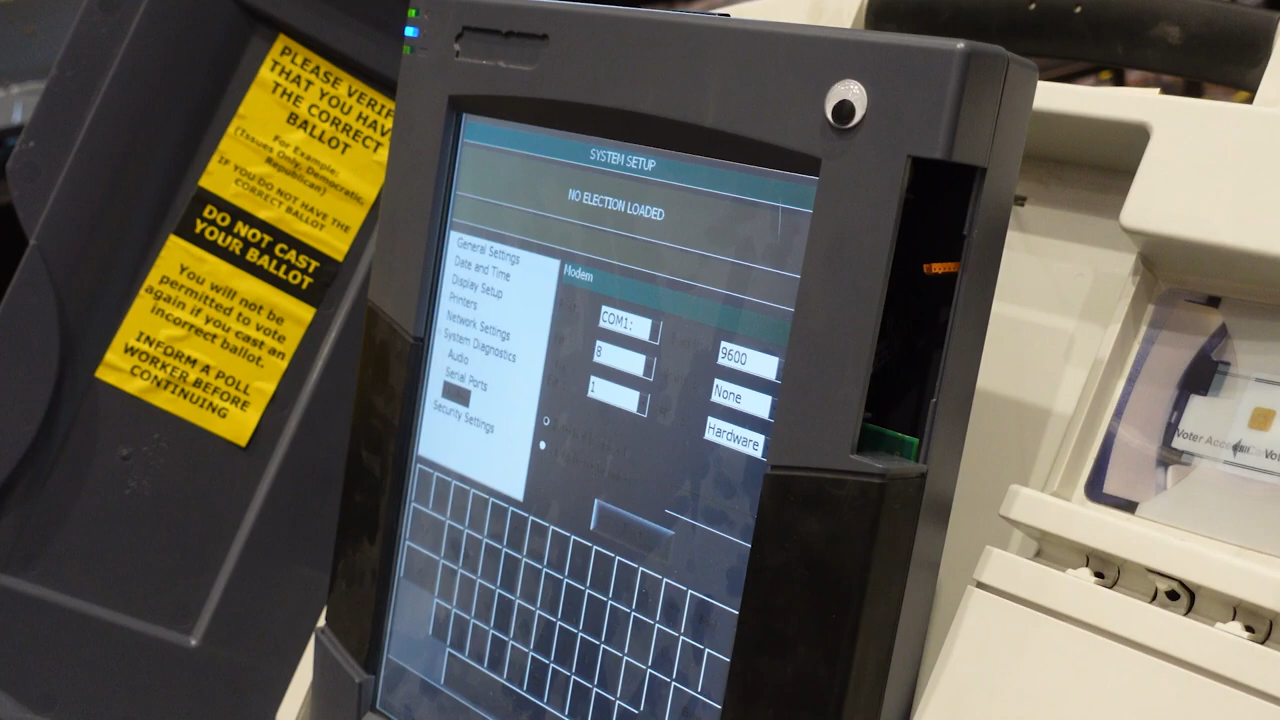 PLEASE VERIFY
THAT YOU HAVE
THE CORRECT
BALLOT
For Example:
(Issues Only, Democratic,
Republican)
IF YOU DO NOT HAVE THE
CORRECT BALLOT
DO NOT CAST
YOUR BALLOT
You will not be
permitted to vote
again if you cast an
incorrect ballot.
INFORM A POLL
WORKER BEFORE
CONTINUING
SYSTEM SETUP
NO ELECTION LOADED
General Settings
Date and Time
Display Setup
Printers
Network Settings
System Diagnostics
Audio
Serial Ports
Security Settings
Modem
COM1:
8
1
9600
None
Hardware
Voter Access